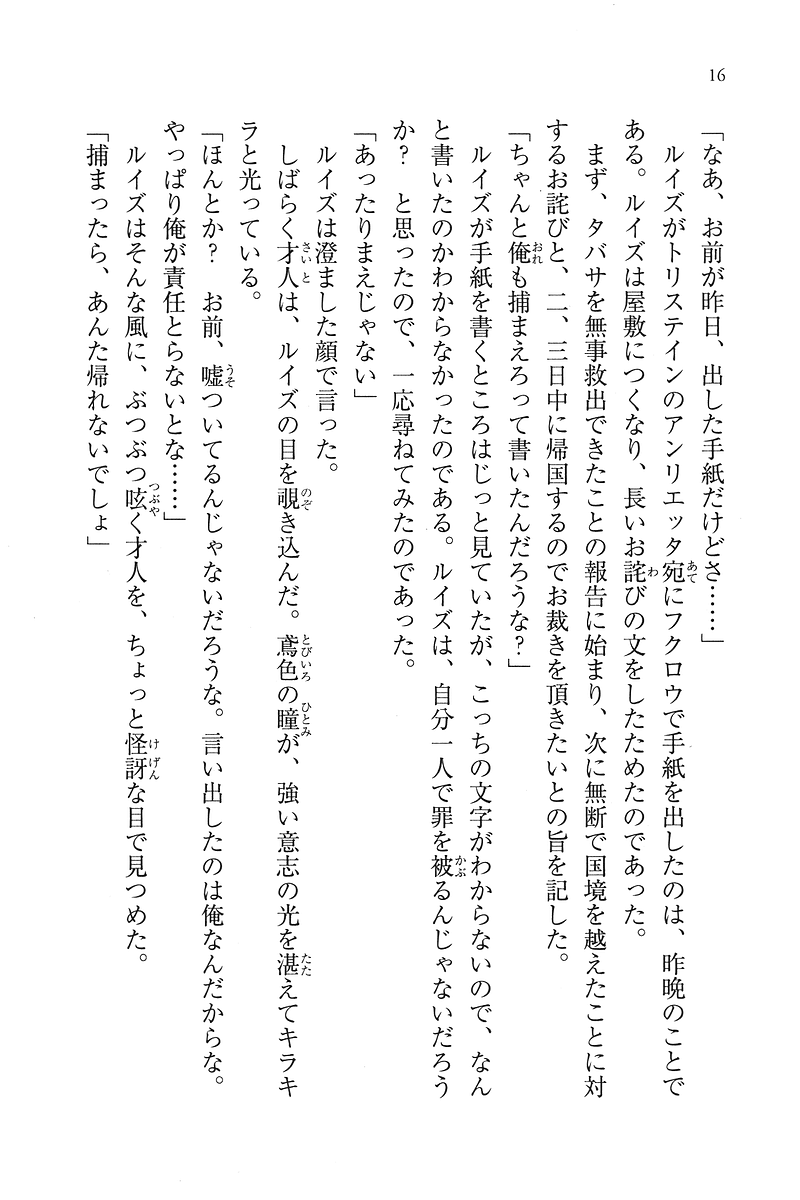 16
「なあ、お前が昨日、出した手紙だけどさ……」
　ルイズがトリステインのアンリエッタ宛にフクロウで手紙を出したのは、昨晩のことで
ある。ルイズは屋敷につくなり、長いお詫びの文をしたためたのであった。
　まず、タバサを無事救出できたことの報告に始まり、次に無断で国境を越えたことに対
するお詫びと、二、三日中に帰国するのでお裁きを頂きたいとの旨を記した。
「ちゃんと俺も捕まえろって書いたんだろうな？」
　ルイズが手紙を書くところはじっと見ていたが、こっちの文字がわからないので、なん
と書いたのかわからなかったのである。ルイズは、自分一人で罪を被るんじゃないだろう
か？　と思ったので、一応尋ねてみたのであった。
「あったりまえじゃない」
　ルイズは澄ました顔で言った。
　しばらく才人は、ルイズの目を覗き込んだ。鳶色の瞳が、強い意志の光を湛えてキラキ
ラと光っている。
「ほんとか？　お前、嘘ついてるんじゃないだろうな。言い出したのは俺なんだからな。
やっぱり俺が責任とらないとな……」
　ルイズはそんな風に、ぶつぶつ呟く才人を、ちょっと怪訝な目で見つめた。
「捕まったら、あんた帰れないでしょ」